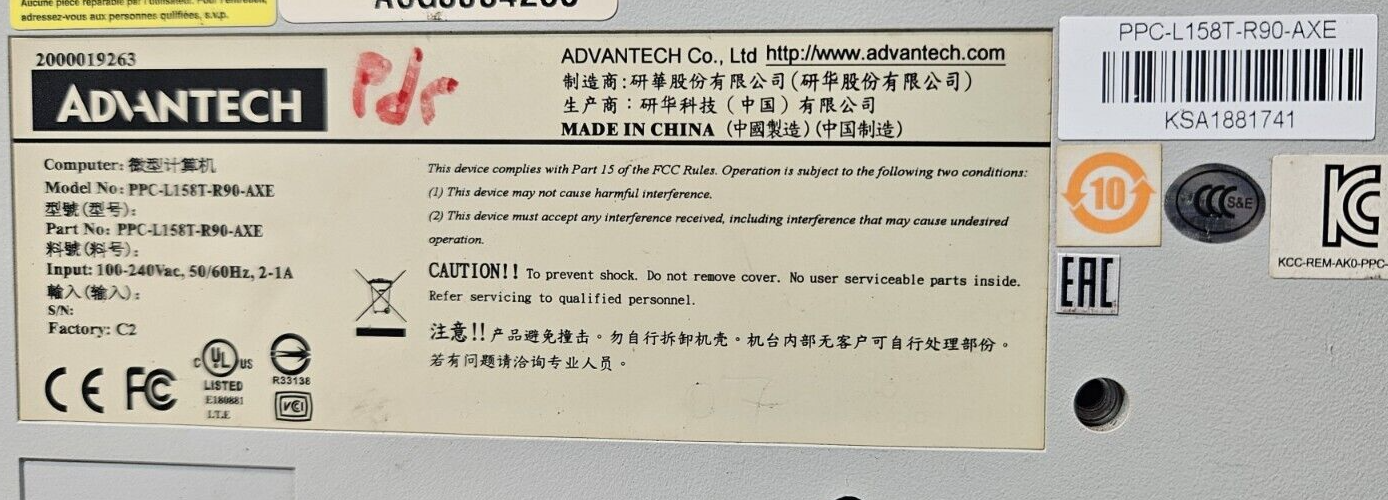 adressez-vous aux personnes qulifiées, s.v.p.
2000019263
ADVANTECH
Pdr
ADVANTECH Co., Ltd http://www.advantech.com
制造商:研華股份有限公司(研华股份有限公司)
生产商：研华科技（中国）有限公司
MADE IN CHINA (中國製造)(中国制造)
Computer: 微型计算机
Model No: PPC-L158T-R90-AXE
型號(型号):
Part No: PPC-L158T-R90-AXE
料號(料号):
Input: 100-240Vac, 50/60Hz, 2-1A
輸入(输入):
S/N:
Factory: C2
CE FC
C UL US
LISTED
E180881
I.T.E
R33138
VCI
This device complies with Part 15 of the FCC Rules. Operation is subject to the following two conditions:
(1) This device may not cause harmful interference.
(2) This device must accept any interference received, including interference that may cause undesired
operation.
CAUTION!! To prevent shock. Do not remove cover. No user serviceable parts inside.
Refer servicing to qualified personnel.
注意!!产品避免撞击。勿自行拆卸机壳。机台内部无客户可自行处理部份。
若有问题请洽询专业人员。
PPC-L158T-R90-AXE
KSA1881741
10
CCC S&E
KC
KCC-REM-AK0-PPC-
EAC